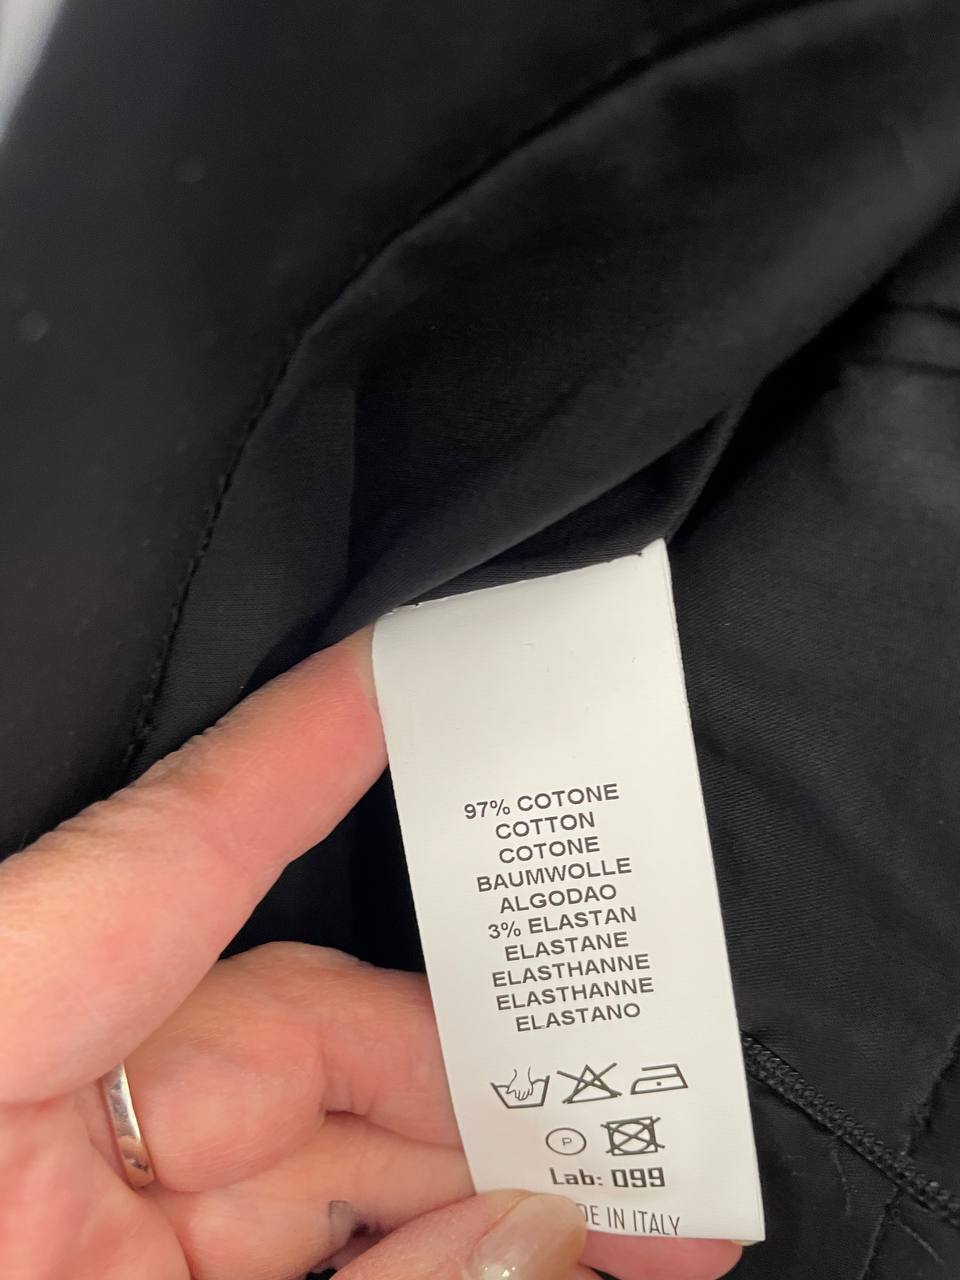 97% COTONE
COTTON
COTONE
BAUMWOLLE
ALGODAO
3% ELASTAN
ELASTANE
ELASTHANNE
ELASTHANNE
ELASTANO
P
Lab: 099
DE IN ITALY